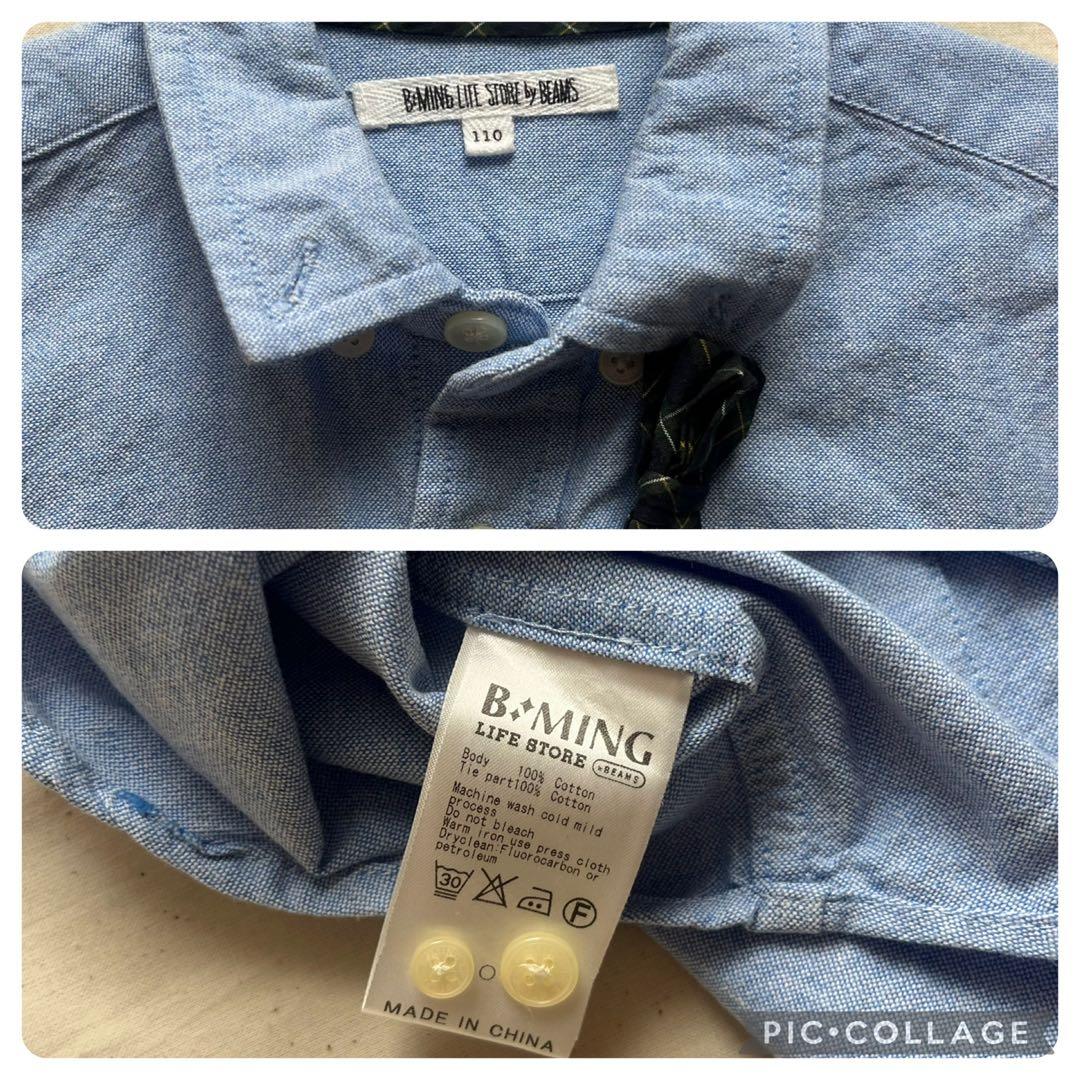 B:MING LIFE STORE by BEAMS
110
B:MING
LIFE STORE by BEAMS
Body 100% Cotton
Tie part100% Cotton
Machine wash cold mild
process
Do not bleach
Warm iron use press cloth
Dryclean:Fluorocarbon or
petroleum
30
F
MADE IN CHINA
PIC•COLLAGE